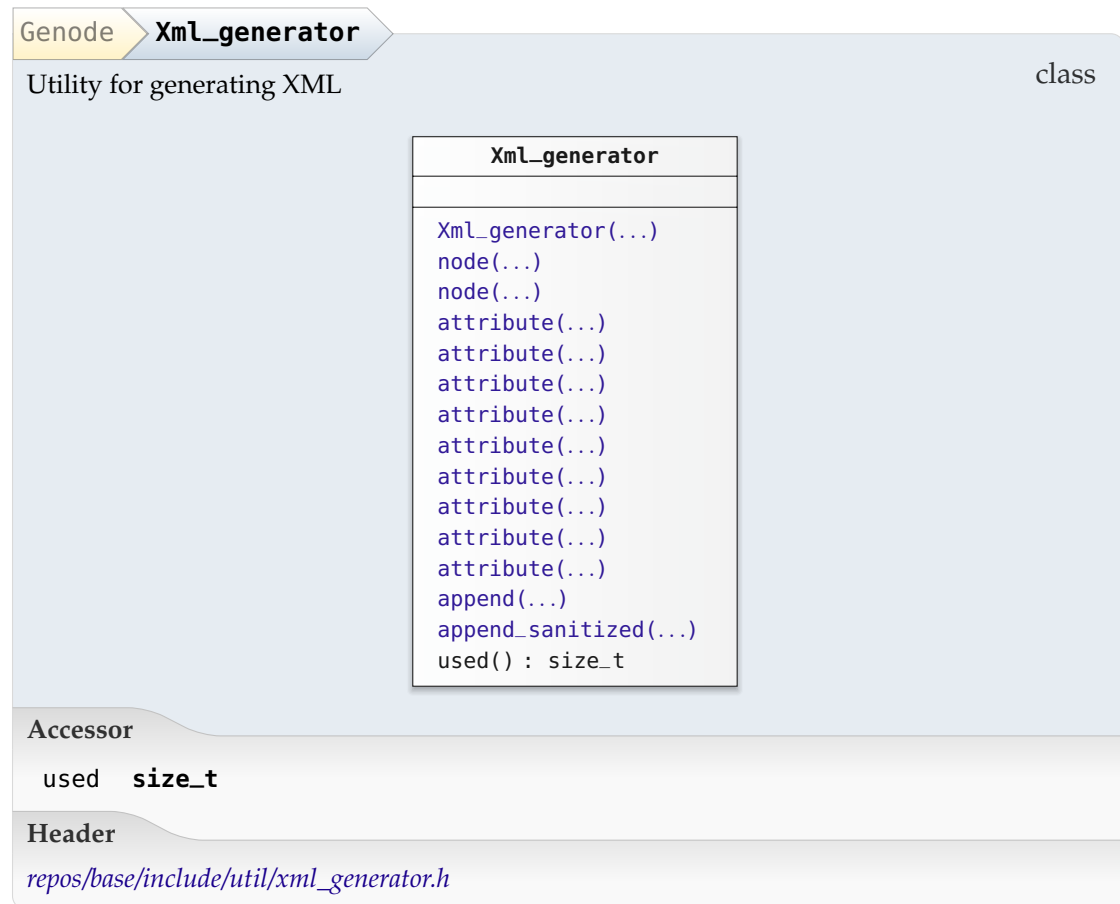 Genode Xml_generator
Utility for generating XML
class
Xml_generator
Xml_generator(...)
node(...)
node(...)
attribute(...)
attribute(...)
attribute(...)
attribute(...)
attribute(...)
attribute(...)
attribute(...)
attribute(...)
attribute(...)
append(...)
append_sanitized(...)
used() : size_t
Accessor
used size_t
Header
repos/base/include/util/xml_generator.h